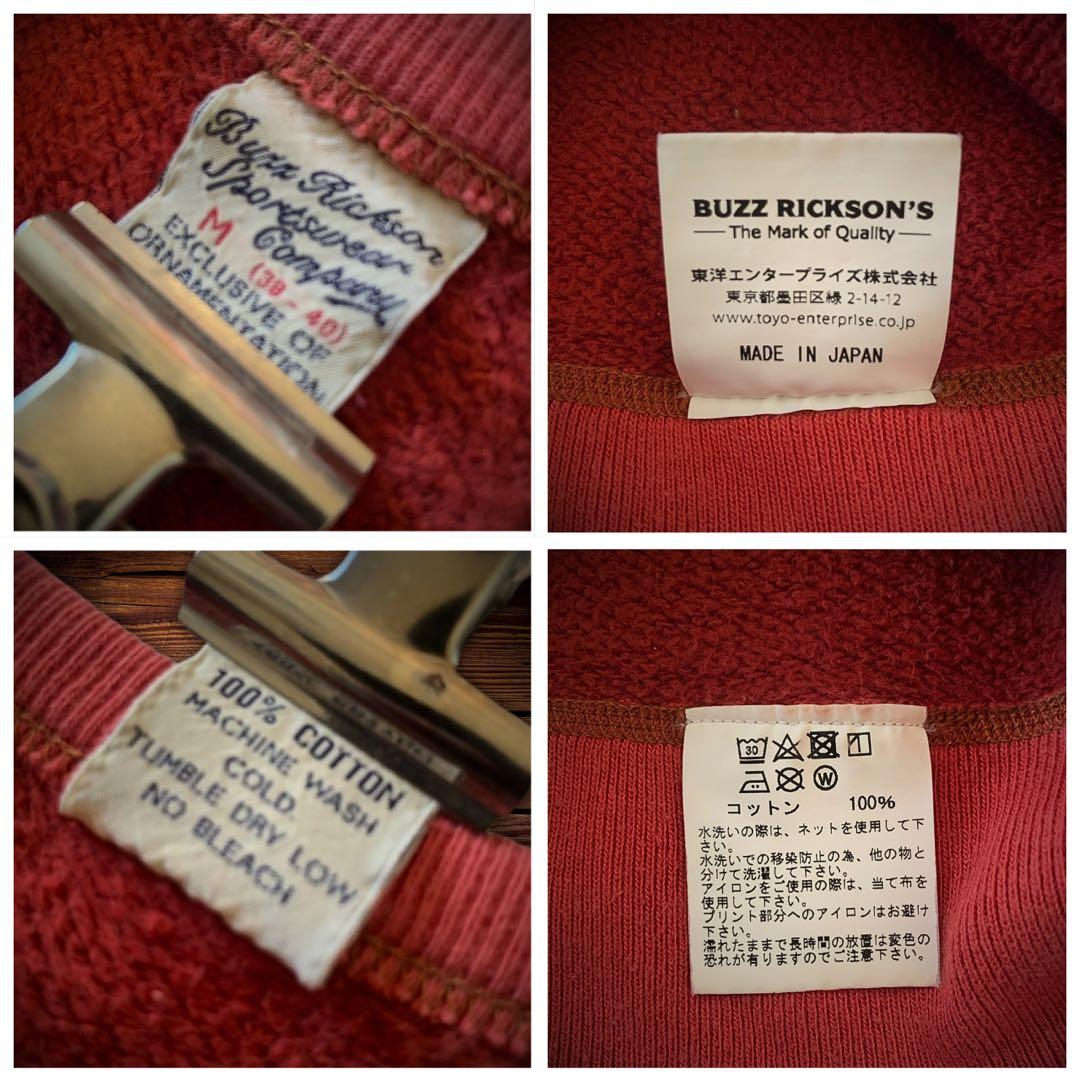 Buzz Rickson
Sportswear
Company
M (38-40)
EXCLUSIVE OF
ORNAMENTATION
BUZZ RICKSON'S
The Mark of Quality
東洋エンタープライズ株式会社
東京都墨田区緑 2-14-12
www.toyo-enterprise.co.jp
MADE IN JAPAN
100% COTTON
MACHINE WASH
COLD
TUMBLE DRY LOW
NO BLEACH
30
W
コットン 100%
水洗いの際は、ネットを使用して下
さい。
水洗いでの移染防止の為、他の物と
分けて洗濯して下さい。
アイロンをご使用の際は、当て布を
使用して下さい。
プリント部分へのアイロンはお避け
下さい。
濡れたままで長時間の放置は変色の
恐れが有りますのでご注意下さい。